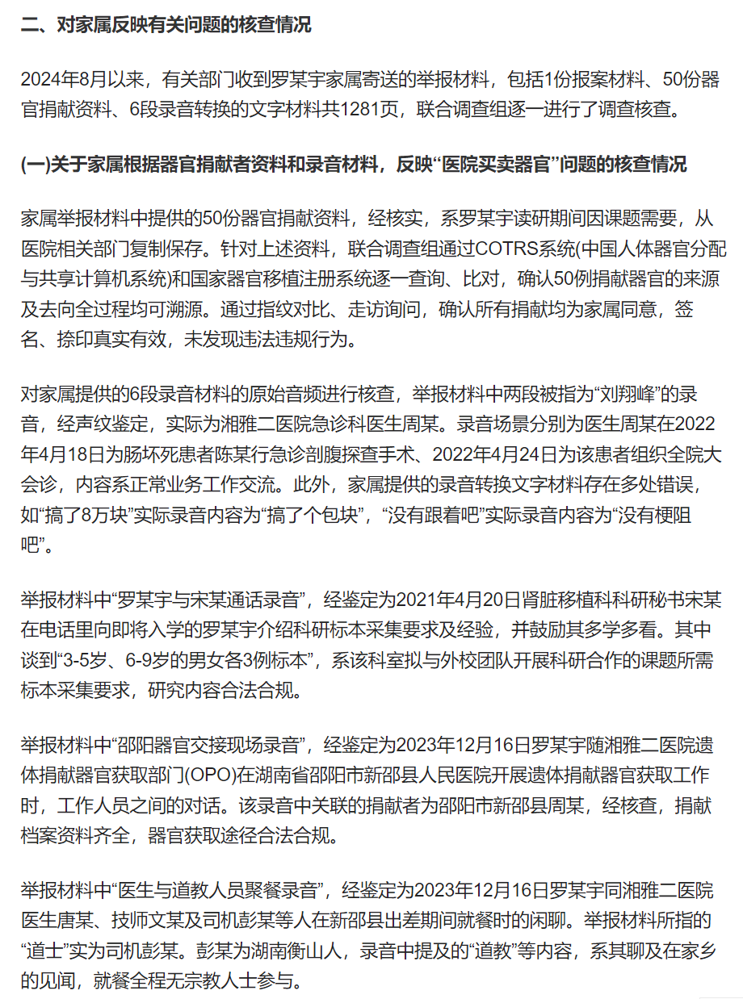 二、对家属反映有关问题的核查情况
2024年8月以来，有关部门收到罗某宇家属寄送的举报材料，包括1份报案材料、50份器
官捐献资料、6段录音转换的文字材料共1281页，联合调查组逐一进行了调查核查。
(一)关于家属根据器官捐献者资料和录音材料，反映“医院买卖器官”问题的核查情况
家属举报材料中提供的50份器官捐献资料，经核实，系罗某宇读研期间因课题需要，从
医院相关部门复制保存。针对上述资料，联合调查组通过COTRS系统(中国人体器官分配
与共享计算机系统)和国家器官移植注册系统逐一查询、比对，确认50例捐献器官的来源
及去向全过程均可溯源。通过指纹对比、走访询问，确认所有捐献均为家属同意，签
名、捺印真实有效，未发现违法违规行为。
对家属提供的6段录音材料的原始音频进行核查，举报材料中两段被指为“刘翔峰”的录
音，经声纹鉴定，实际为湘雅二医院急诊科医生周某。录音场景分别为医生周某在2022
年4月18日为肠坏死患者陈某行急诊剖腹探查手术、2022年4月24日为该患者组织全院大
会诊，内容系正常业务工作交流。此外，家属提供的录音转换文字材料存在多处错误，
如“搞了8万块”实际录音内容为“搞了个包块”，“没有跟着吧”实际录音内容为“没有梗阻
吧”。
举报材料中“罗某宇与宋某通话录音”，经鉴定为2021年4月20日肾脏移植科科研秘书宋某
在电话里向即将入学的罗某宇介绍科研标本采集要求及经验，并鼓励其多学多看。其中
谈到“3-5岁、6-9岁的男女各3例标本”，系该科室拟与外校团队开展科研合作的课题所需
标本采集要求，研究内容合法合规。
举报材料中“邵阳器官交接现场录音”，经鉴定为2023年12月16日罗某宇随湘雅二医院遗
体捐献器官获取部门(OPO)在湖南省邵阳市新邵县人民医院开展遗体捐献器官获取工作
时，工作人员之间的对话。该录音中关联的捐献者为邵阳市新邵县周某，经核查，捐献
档案资料齐全，器官获取途径合法合规。
举报材料中“医生与道教人员聚餐录音”，经鉴定为2023年12月16日罗某宇同湘雅二医院
医生唐某、技师文某及司机彭某等人在新邵县出差期间就餐时的闲聊。举报材料所指的
“道士”实为司机彭某。彭某为湖南衡山人，录音中提及的“道教”等内容，系其聊及在家乡
的见闻，就餐全程无宗教人士参与。